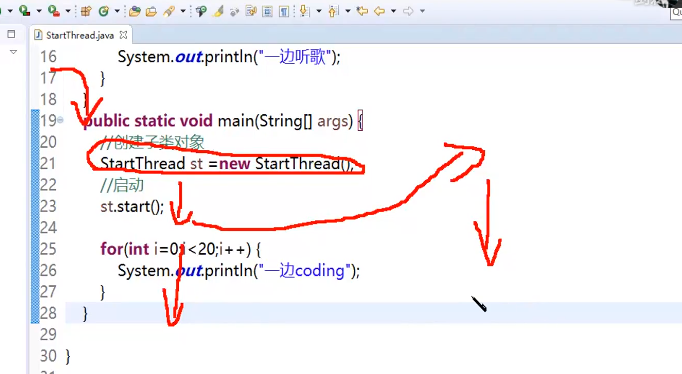 StartThread.java
16 System.out.println("一边听歌");
17 }
18 }
19 public static void main(String[] args) {
20 //创建子类对象
21 StartThread st =new StartThread();
22 //启动
23 st.start();
24
25 for(int i=0;i<20;i++) {
26 System.out.println("一边coding");
27 }
28 }
29
30 }